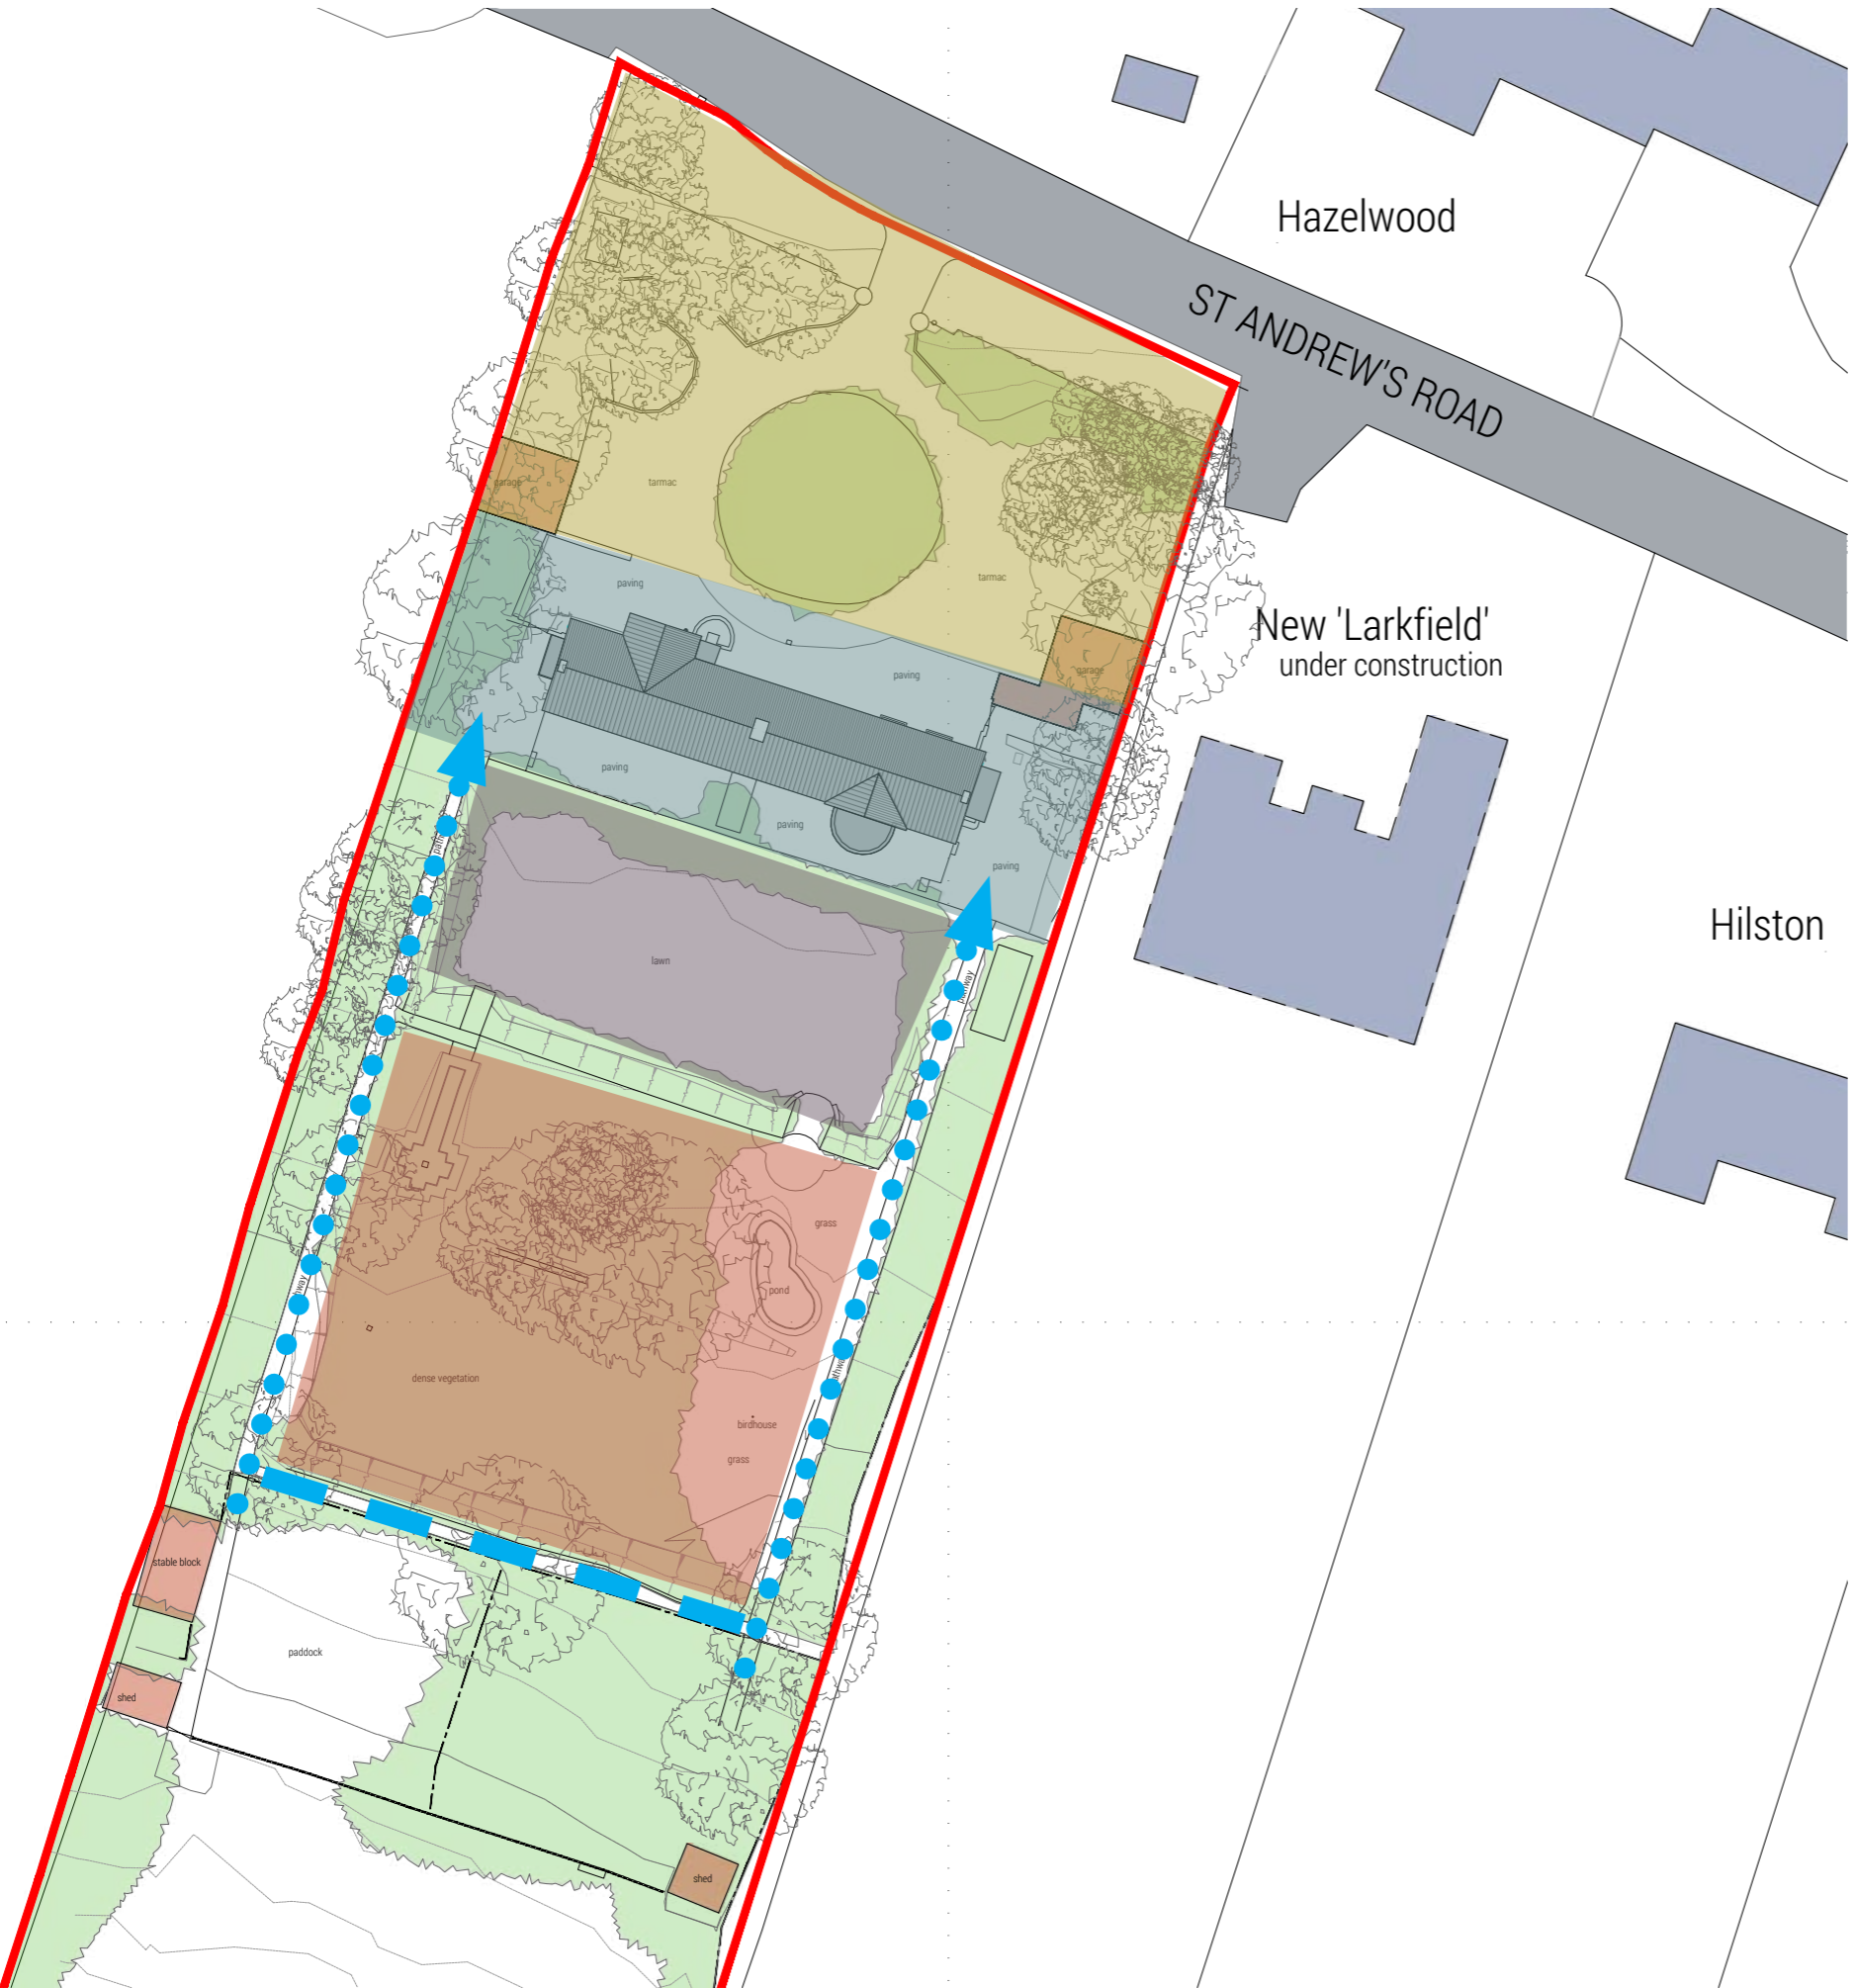 Hazelwood
ST ANDREW'S ROAD
garage
tarmac
tarmac
paving
New 'Larkfield'
under construction
garage
paving
paving
paving
paving
pathway
Hilston
lawn
grass
pond
dense vegetation
birdhouse
grass
stable block
paddock
shed
shed